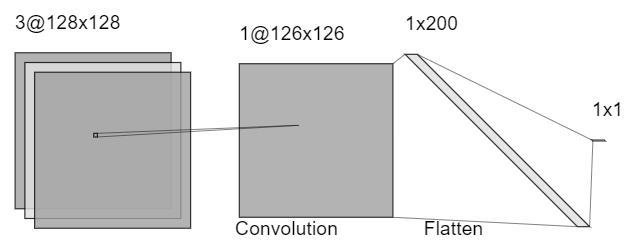 3@128x128
1@126x126
1x200
1x1
Convolution
Flatten